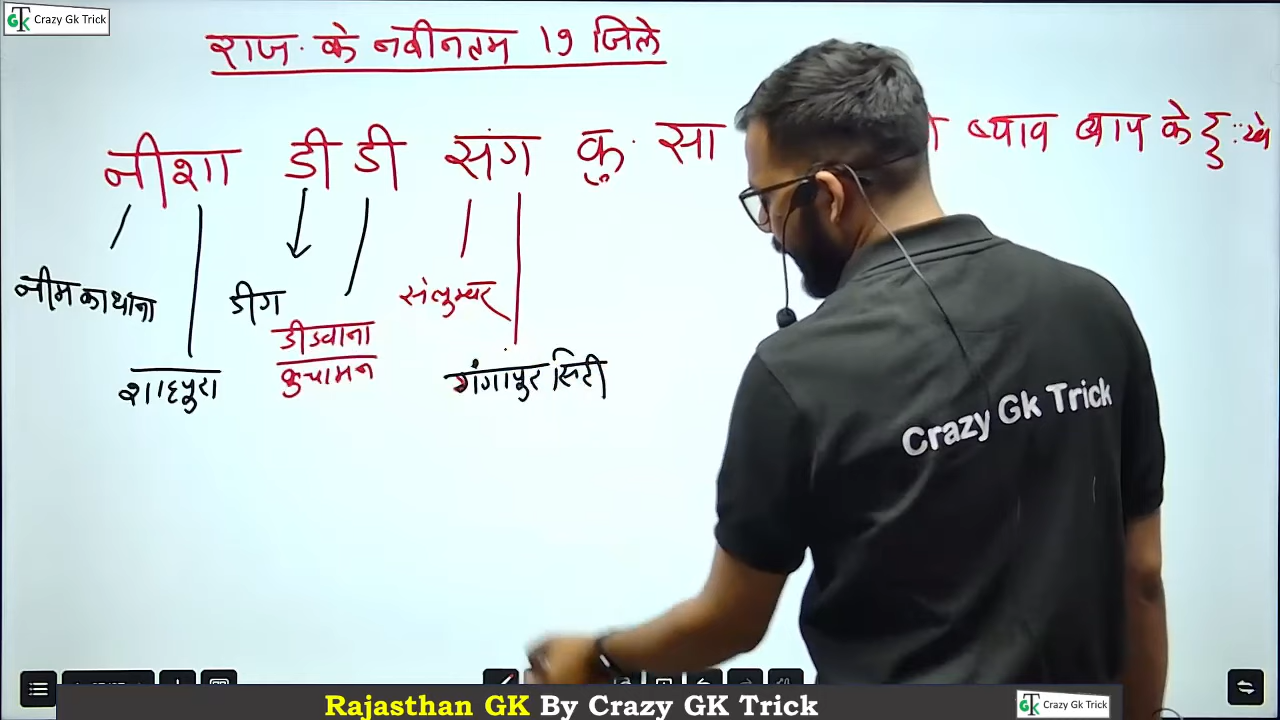 Crazy Gk Trick
राज. के नवीनतम 19 जिले
नीशा डी डी संग कु. सा ब्याव ब्याप के दु
नीम का थाना
डीग
संलुम्बर
डीडवाना
कुचामन
शाहपुरा
गंगापुर सिटी
Crazy Gk Trick
Rajasthan GK By Crazy GK Trick
Crazy GK Trick